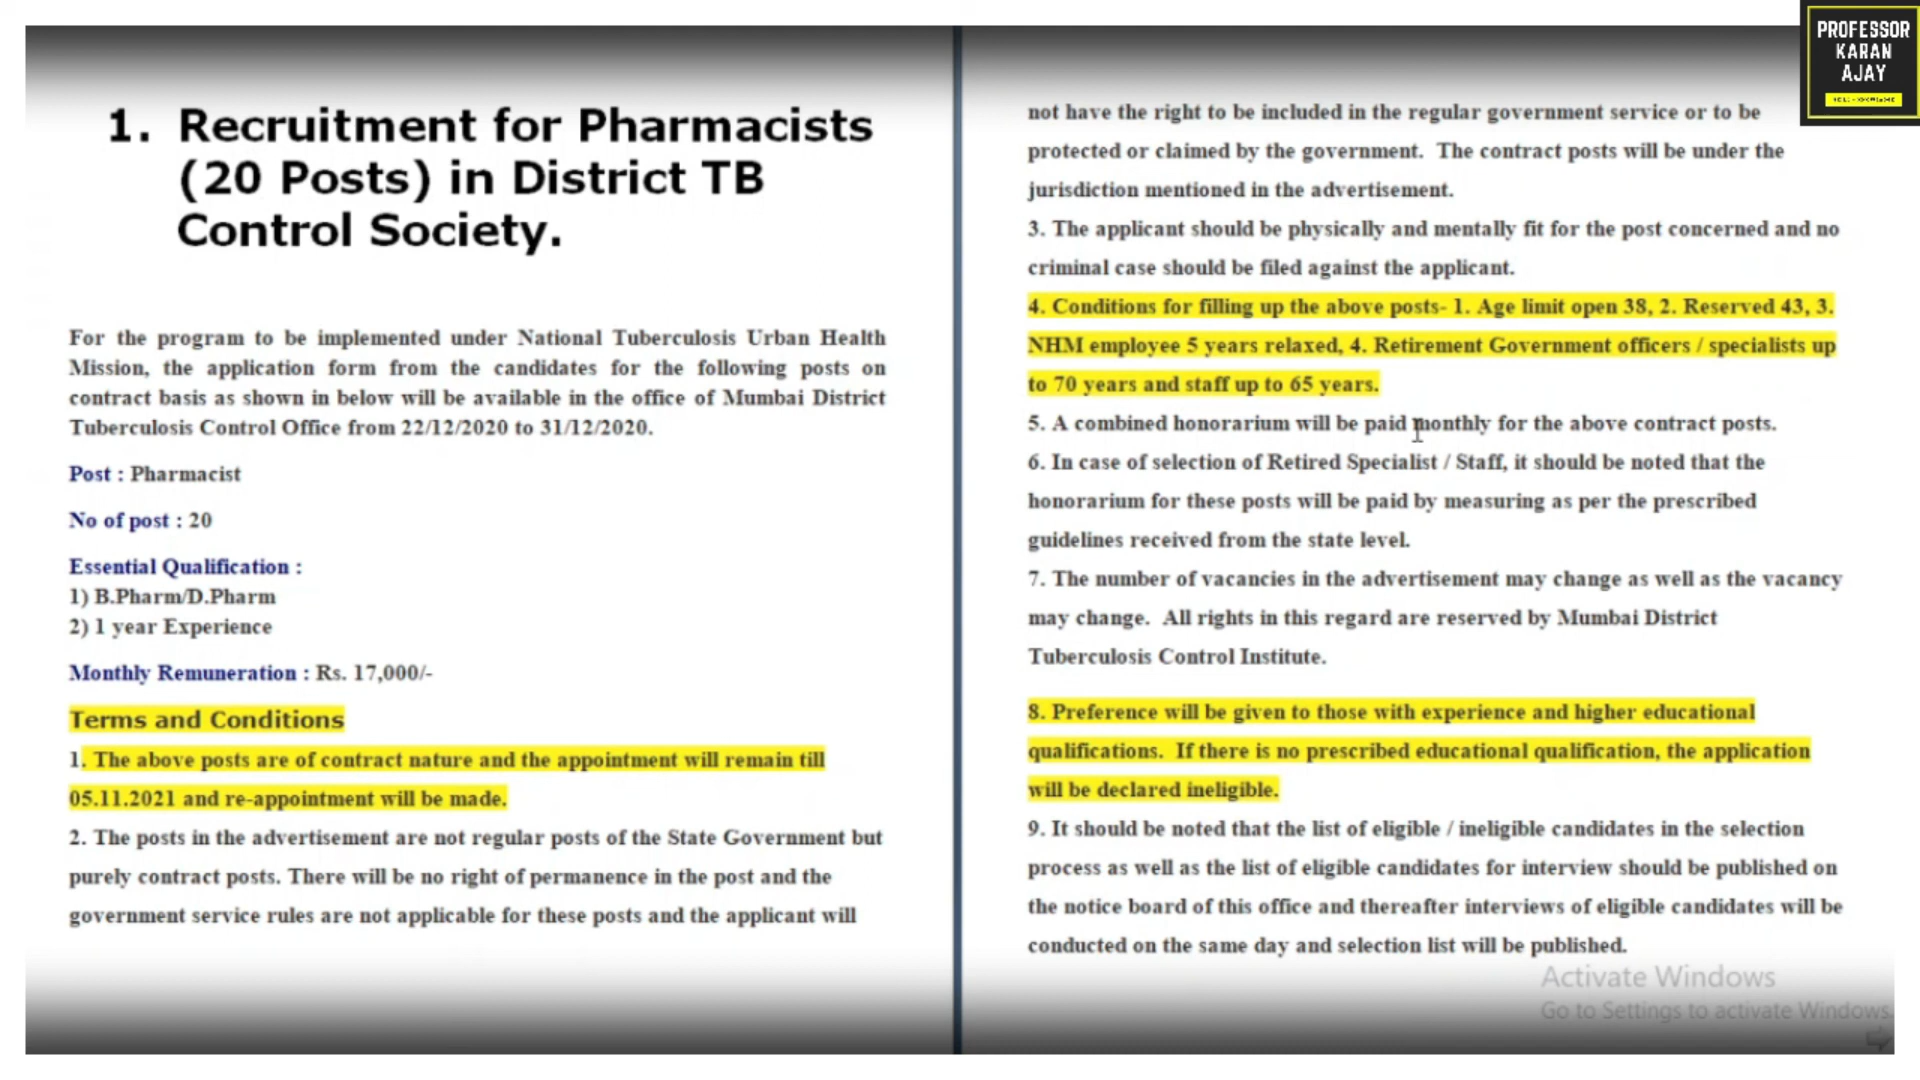 1. Recruitment for Pharmacists
(20 Posts) in District TB
Control Society.
For the program to be implemented under National Tuberculosis Urban Health
Mission, the application form from the candidates for the following posts on
contract basis as shown in below will be available in the office of Mumbai District
Tuberculosis Control Office from 22/12/2020 to 31/12/2020.
Post : Pharmacist
No of post : 20
Essential Qualification :
1) B.Pharm/D.Pharm
2) 1 year Experience
Monthly Remuneration : Rs. 17,000/-
Terms and Conditions
1. The above posts are of contract nature and the appointment will remain till
05.11.2021 and re-appointment will be made.
2. The posts in the advertisement are not regular posts of the State Government but
purely contract posts. There will be no right of permanence in the post and the
government service rules are not applicable for these posts and the applicant will
not have the right to be included in the regular government service or to be
protected or claimed by the government. The contract posts will be under the
jurisdiction mentioned in the advertisement.
3. The applicant should be physically and mentally fit for the post concerned and no
criminal case should be filed against the applicant.
4. Conditions for filling up the above posts- 1. Age limit open 38, 2. Reserved 43, 3.
NHM employee 5 years relaxed, 4. Retirement Government officers / specialists up
to 70 years and staff up to 65 years.
5. A combined honorarium will be paid monthly for the above contract posts.
6. In case of selection of Retired Specialist / Staff, it should be noted that the
honorarium for these posts will be paid by measuring as per the prescribed
guidelines received from the state level.
7. The number of vacancies in the advertisement may change as well as the vacancy
may change. All rights in this regard are reserved by Mumbai District
Tuberculosis Control Institute.
8. Preference will be given to those with experience and higher educational
qualifications. If there is no prescribed educational qualification, the application
will be declared ineligible.
9. It should be noted that the list of eligible / ineligible candidates in the selection
process as well as the list of eligible candidates for interview should be published on
the notice board of this office and thereafter interviews of eligible candidates will be
conducted on the same day and selection list will be published.
Activate Windows
Go to Settings to activate Windows.
PROFESSOR
KARAN
AJAY